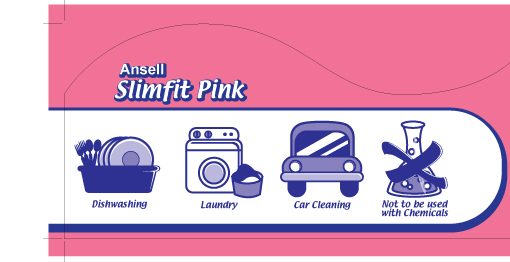 Ansell
Slimfit Pink
Dishwashing
Laundry
Car Cleaning
Not to be used
with Chemicals